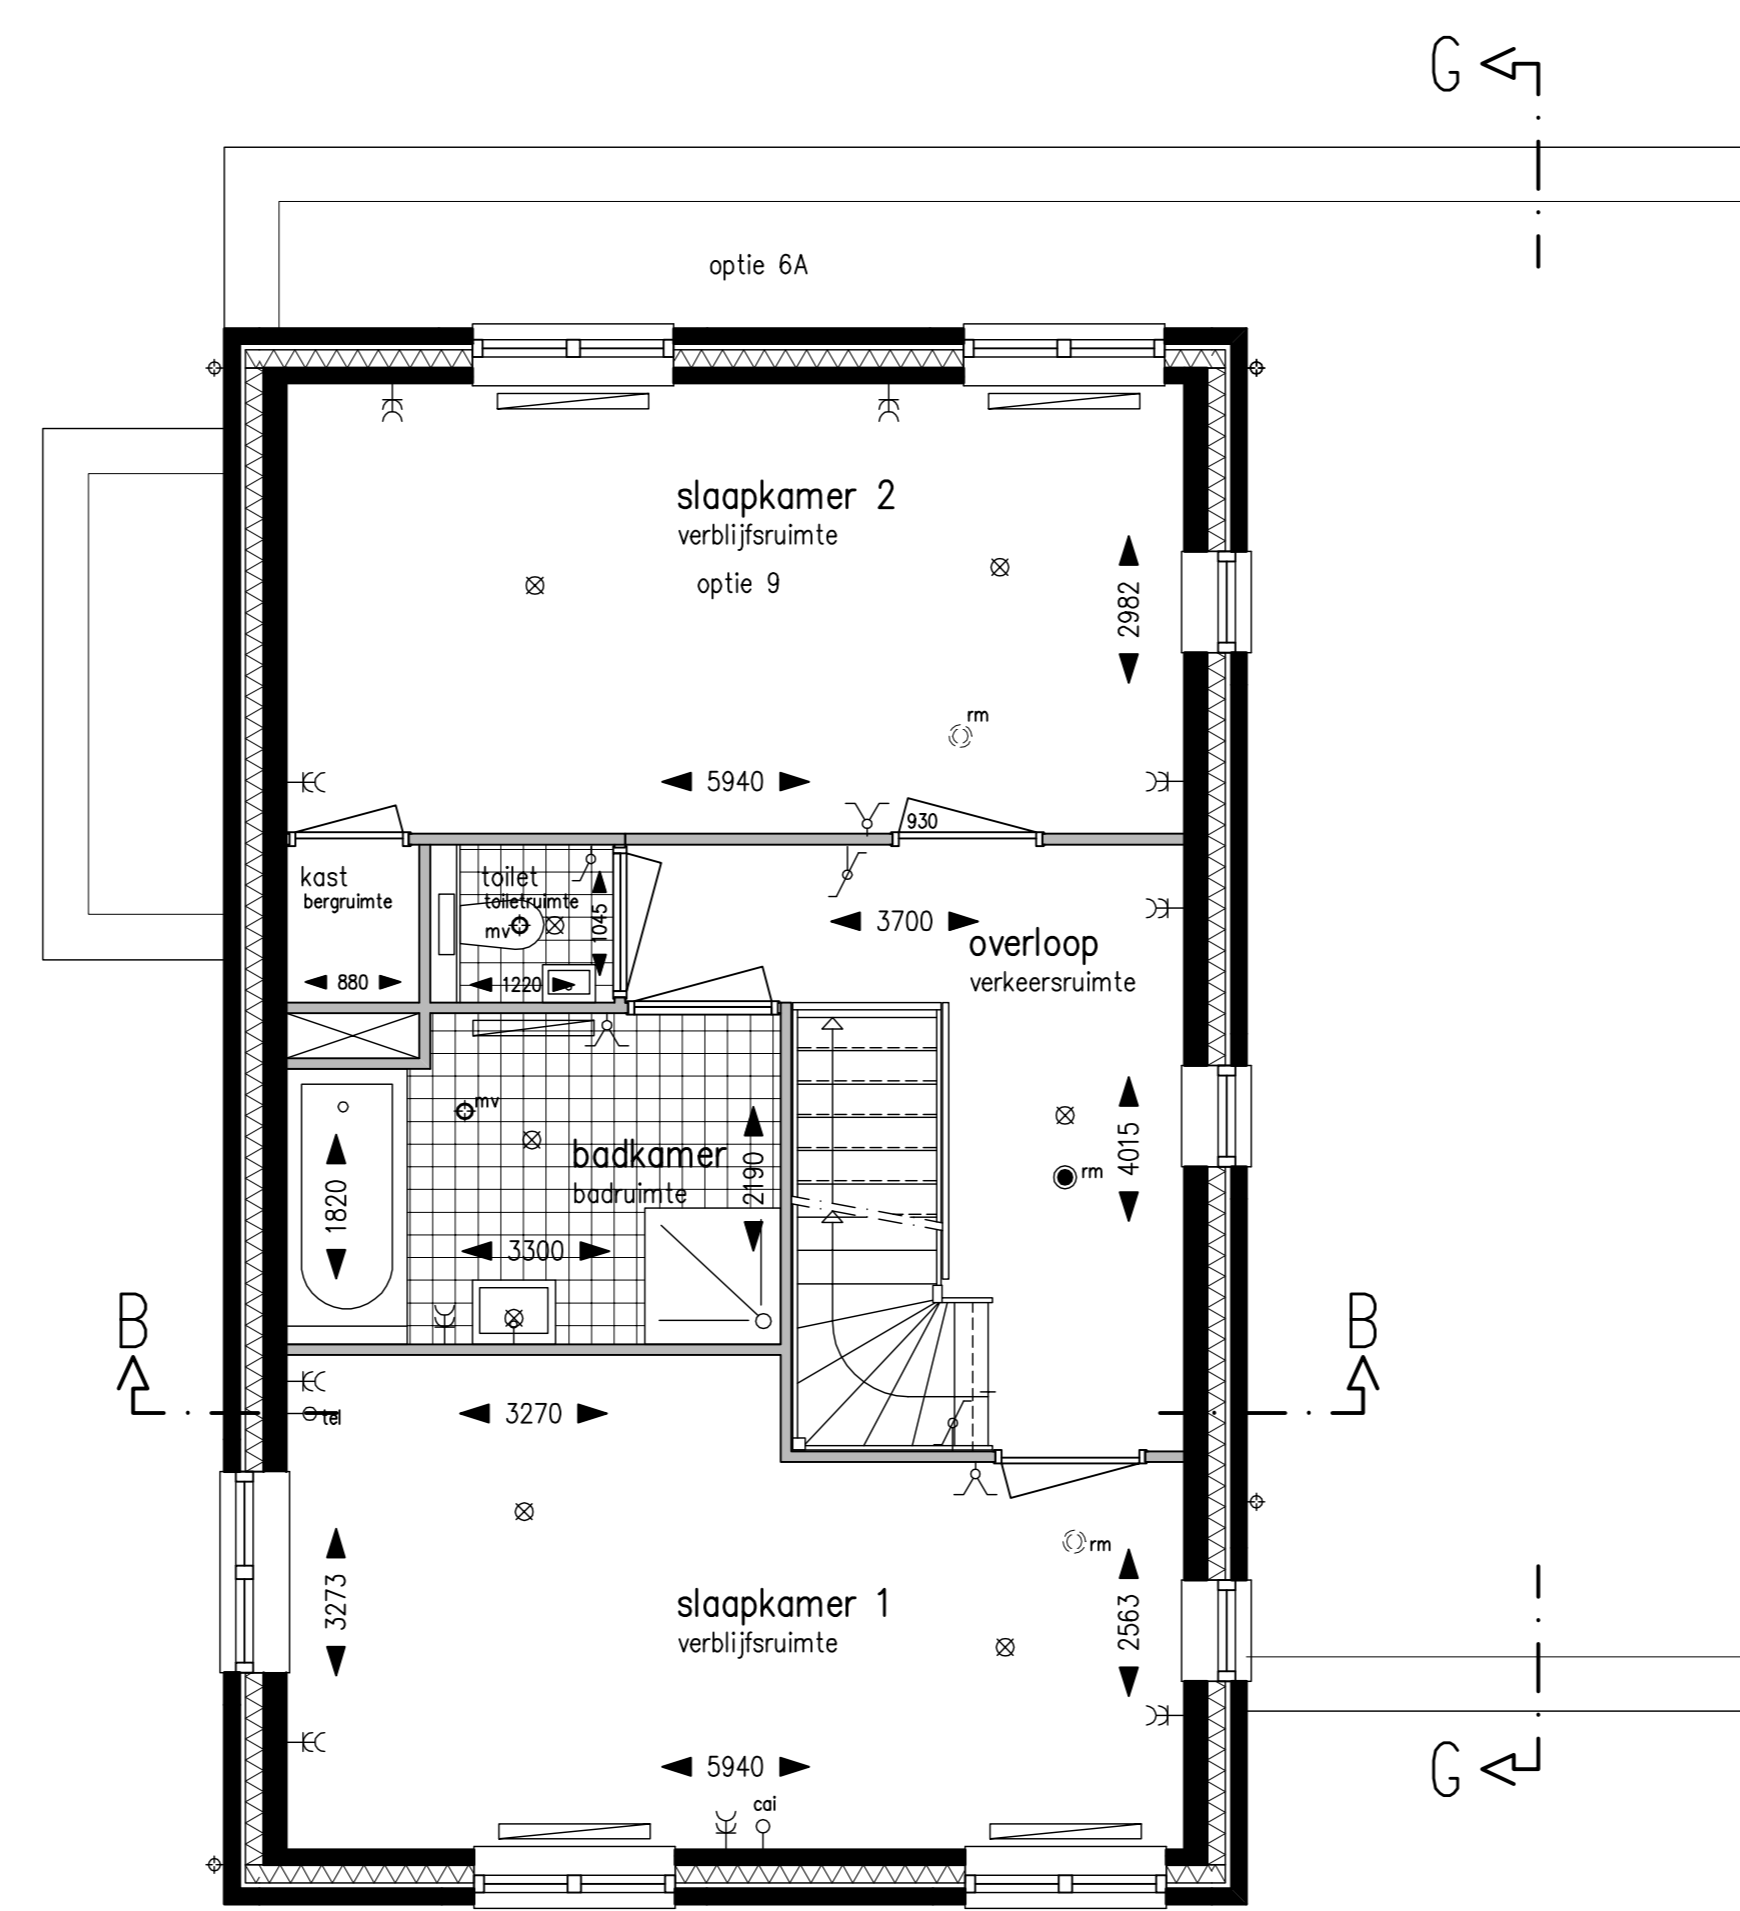 G
optie 6A
slaapkamer 2
verblijfsruimte
optie 9
2982
rm
5940
930
kast
bergruimte
toilet
toiletruimte
mv
1045
880
1220
3700
overloop
verkeersruimte
mv
badkamer
badruimte
2190
1820
3300
4015
rm
B
B
tel
3270
rm
3273
slaapkamer 1
verblijfsruimte
2563
5940
cai
G